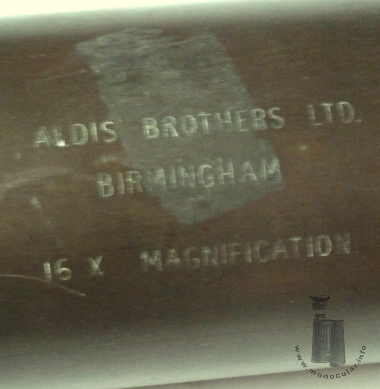 ALDIS BROTHERS LTD.
BIRMINGHAM
16 X MAGNIFICATION
www.monocular.info